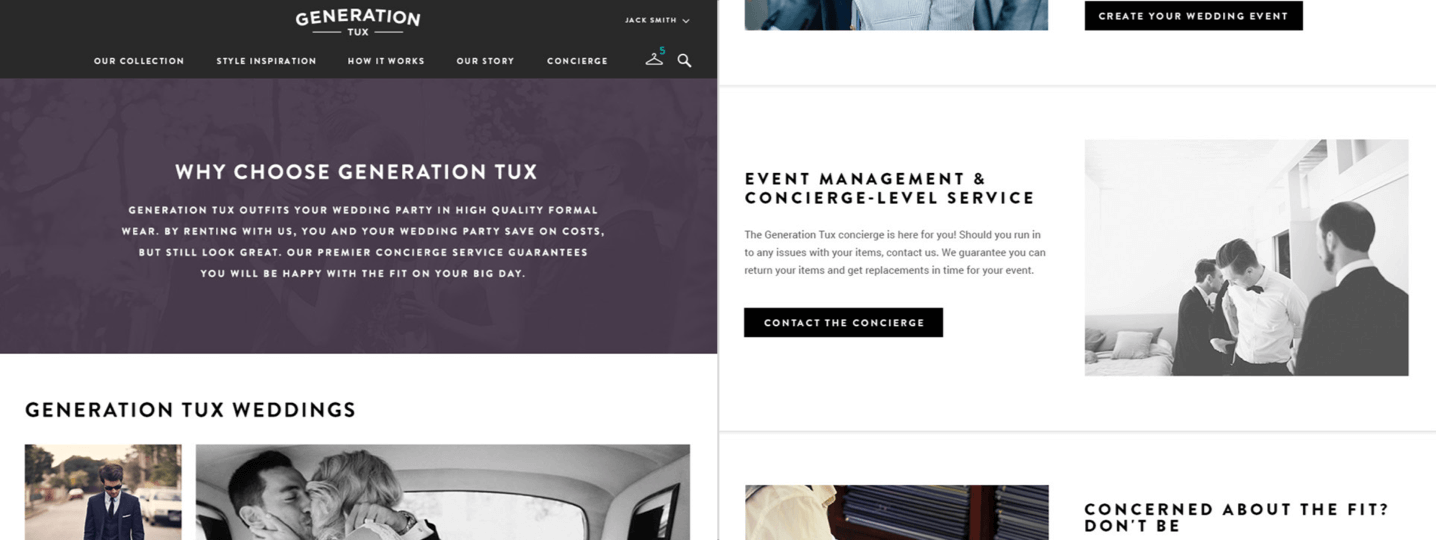 GENERATION
TUX
JACK SMITH
OUR COLLECTION STYLE INSPIRATION HOW IT WORKS OUR STORY CONCIERGE 5
WHY CHOOSE GENERATION TUX
GENERATION TUX OUTFITS YOUR WEDDING PARTY IN HIGH QUALITY FORMAL
WEAR. BY RENTING WITH US, YOU AND YOUR WEDDING PARTY SAVE ON COSTS,
BUT STILL LOOK GREAT. OUR PREMIER CONCIERGE SERVICE GUARANTEES
YOU WILL BE HAPPY WITH THE FIT ON YOUR BIG DAY.
GENERATION TUX WEDDINGS
CREATE YOUR WEDDING EVENT
EVENT MANAGEMENT &
CONCIERGE-LEVEL SERVICE
The Generation Tux concierge is here for you! Should you run in
to any issues with your items, contact us. We guarantee you can
return your items and get replacements in time for your event.
CONTACT THE CONCIERGE
CONCERNED ABOUT THE FIT?
DON'T BE